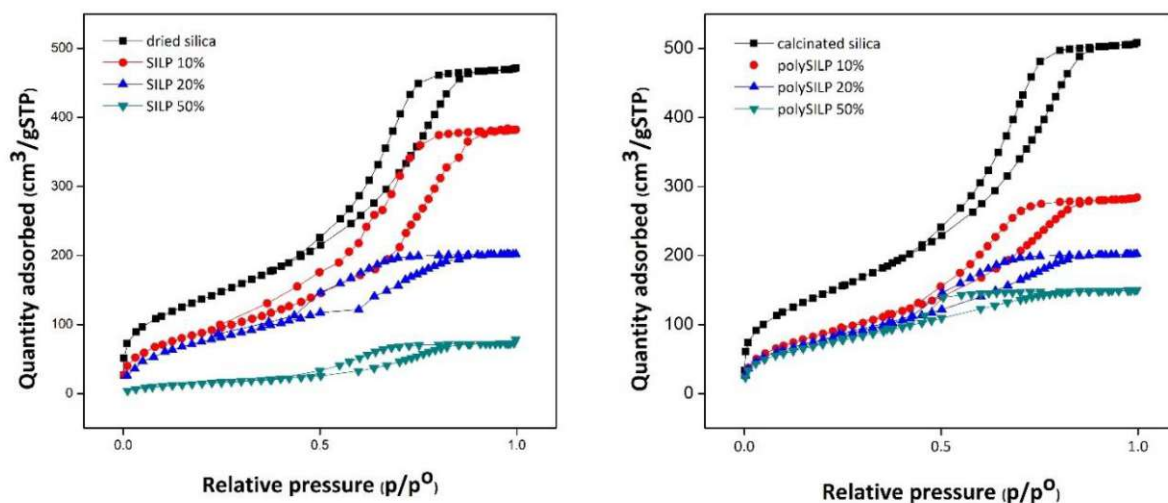 500
400
300
200
100
0
0.0
0.5
1.0
Quantity adsorbed (cm³/gSTP)
Relative pressure (p/p⁰)
dried silica
SILP 10%
SILP 20%
SILP 50%
500
400
300
200
100
0
0.0
0.5
1.0
Quantity adsorbed (cm³/gSTP)
Relative pressure (p/p⁰)
calcinated silica
polySILP 10%
polySILP 20%
polySILP 50%